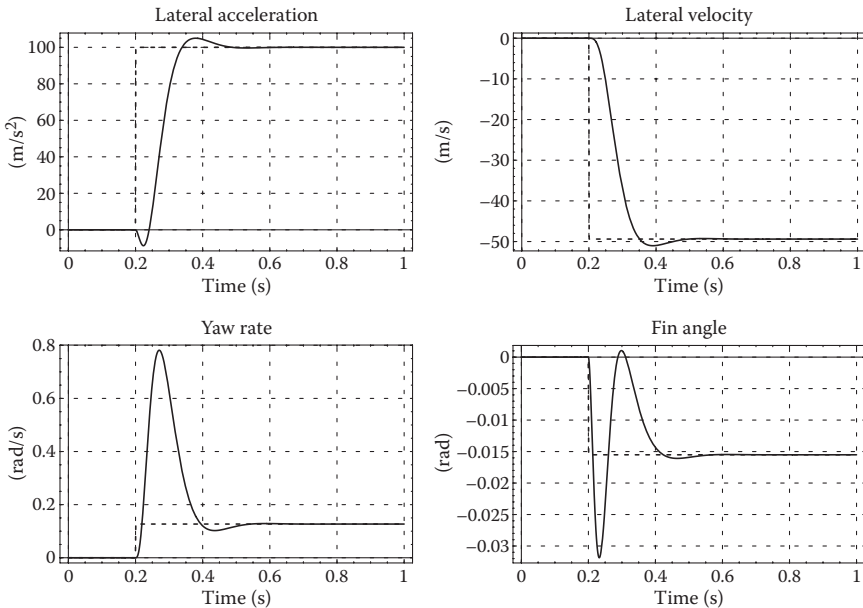 Lateral acceleration
(m/s²)
100
80
60
40
20
0
0 0.2 0.4 0.6 0.8 1
Time (s)
Lateral velocity
(m/s)
0
−10
−20
−30
−40
−50
0 0.2 0.4 0.6 0.8 1
Time (s)
Yaw rate
(rad/s)
0.8
0.6
0.4
0.2
0
0 0.2 0.4 0.6 0.8 1
Time (s)
Fin angle
(rad)
0
−0.005
−0.01
−0.015
−0.02
−0.025
−0.03
0 0.2 0.4 0.6 0.8 1
Time (s)